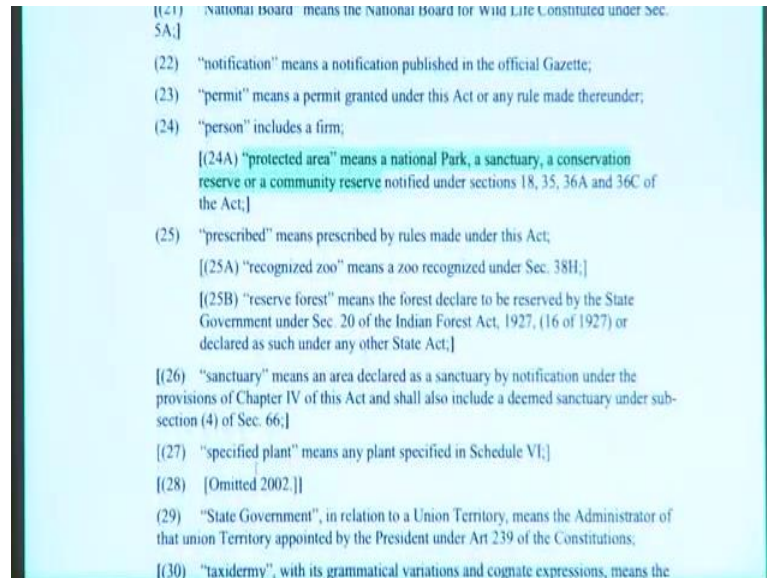 [(21) "National Board" means the National Board for Wild Life Constituted under Sec.
5A;]
(22) "notification" means a notification published in the official Gazette;
(23) "permit" means a permit granted under this Act or any rule made thereunder;
(24) "person" includes a firm;
[(24A) "protected area" means a national Park, a sanctuary, a conservation
reserve or a community reserve notified under sections 18, 35, 36A and 36C of
the Act;]
(25) "prescribed" means prescribed by rules made under this Act;
[(25A) "recognized zoo" means a zoo recognized under Sec. 38H;]
[(25B) "reserve forest" means the forest declare to be reserved by the State
Government under Sec. 20 of the Indian Forest Act, 1927, (16 of 1927) or
declared as such under any other State Act;]
[(26) "sanctuary" means an area declared as a sanctuary by notification under the
provisions of Chapter IV of this Act and shall also include a deemed sanctuary under sub-
section (4) of Sec. 66;]
[(27) "specified plant" means any plant specified in Schedule VI;]
[(28) [Omitted 2002.]]
(29) "State Government", in relation to a Union Territory, means the Administrator of
that union Territory appointed by the President under Art 239 of the Constitutions;
[(30) "taxidermy", with its grammatical variations and cognate expressions, means the